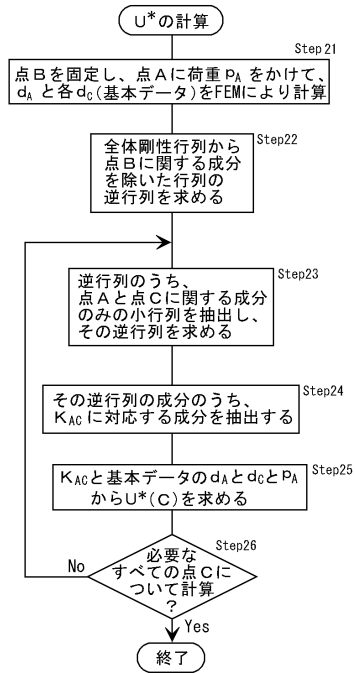 U*の計算
Step21
点Bを固定し、点Aに荷重pAをかけて、
dAと各dC(基本データ)をFEMにより計算
Step22
全体剛性行列から
点Bに関する成分
を除いた行列の
逆行列を求める
Step23
逆行列のうち、
点Aと点Cに関する成分
のみの小行列を抽出し、
その逆行列を求める
Step24
その逆行列の成分のうち、
KACに対応する成分を抽出する
Step25
KACと基本データのdAとdCとpA
からU*(C)を求める
Step26
必要な
すべての点Cに
ついて計算
?
No
Yes
終了